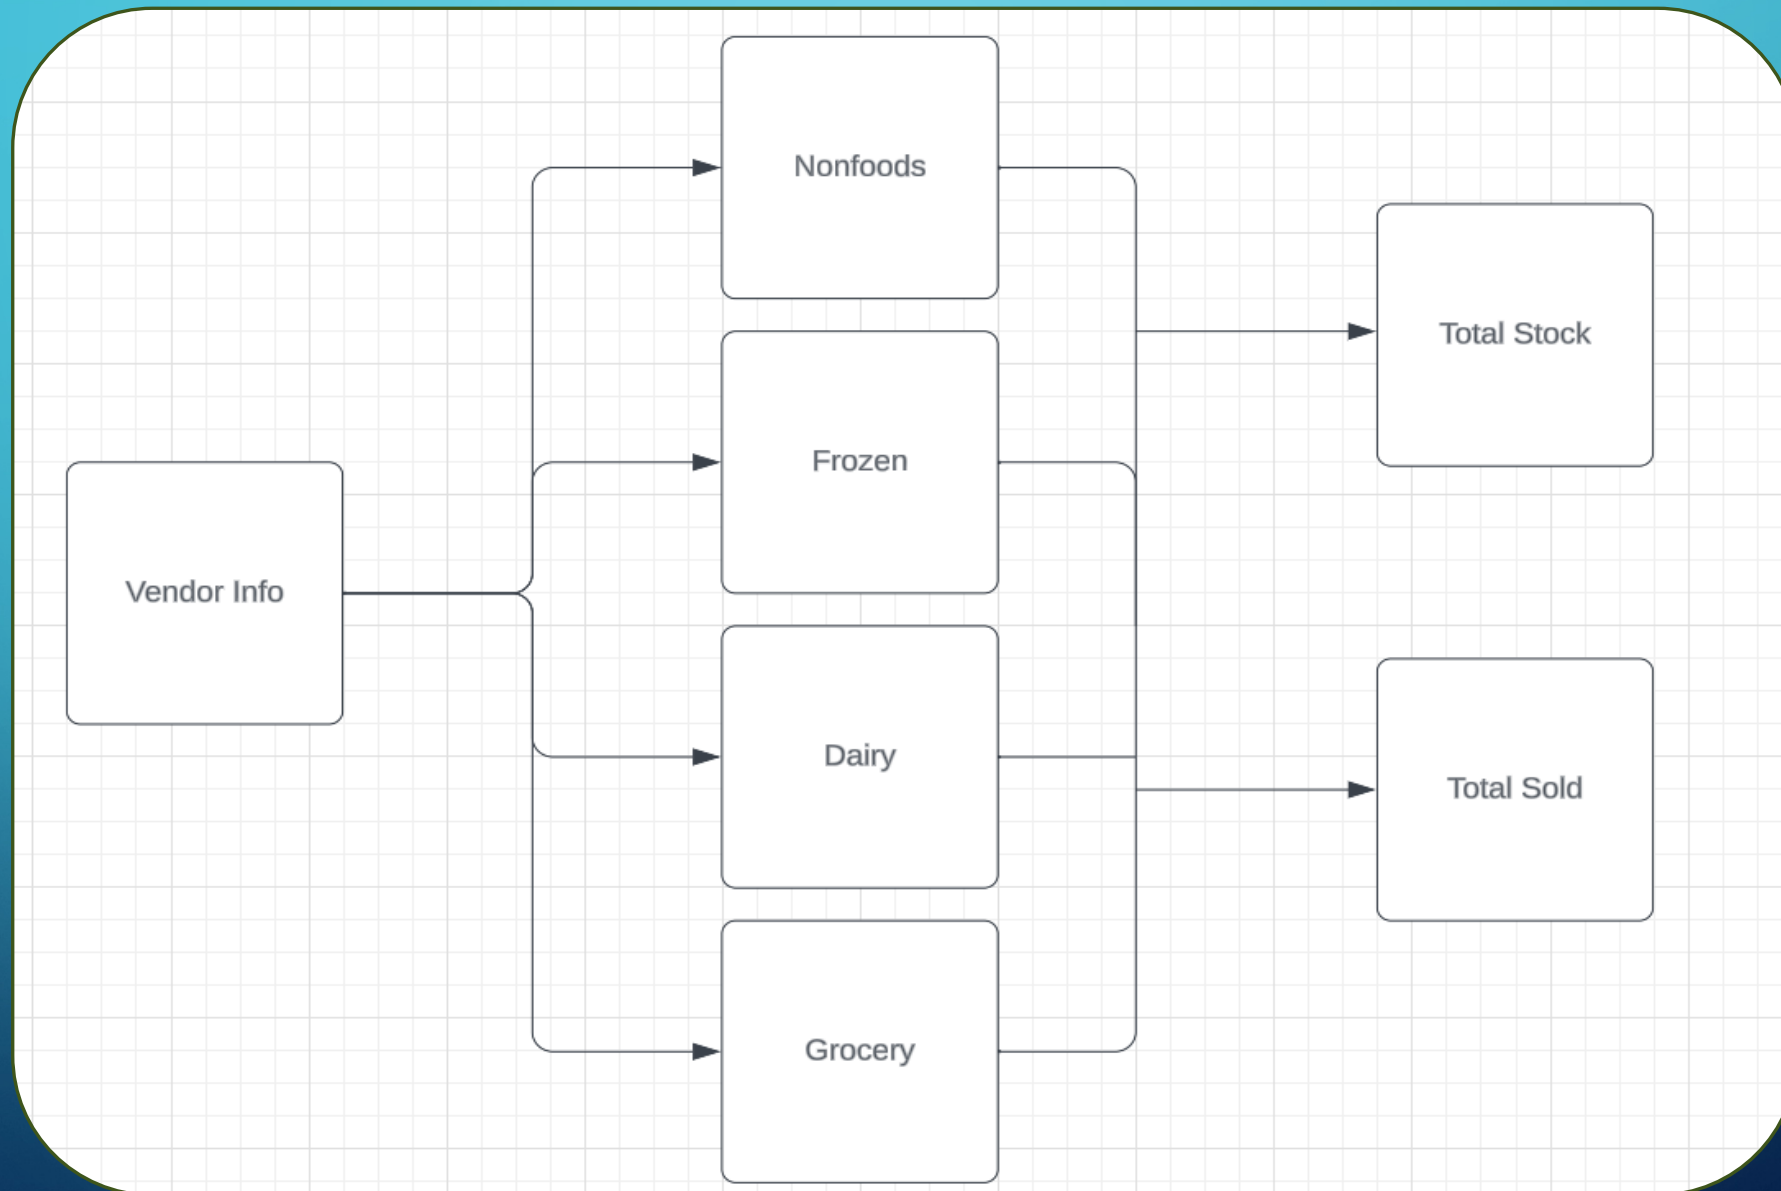 Nonfoods
Total Stock
Frozen
Vendor Info
Dairy
Total Sold
Grocery